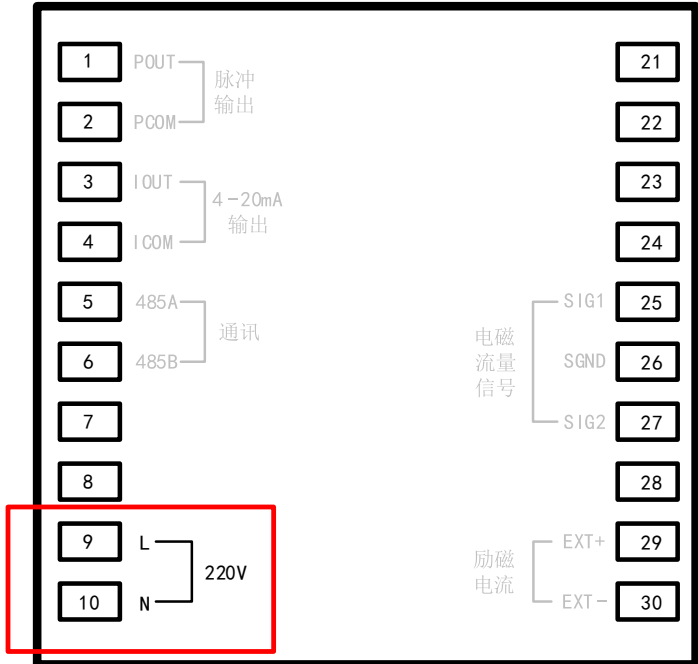 1 POUT
脉冲
输出
2 PCOM
3 IOUT
4-20mA
输出
4 ICOM
5 485A
通讯
6 485B
7
8
9 L
220V
10 N
21
22
23
24
SIG1 25
电磁
流量
信号
SGND 26
SIG2 27
28
EXT+ 29
励磁
电流
EXT- 30